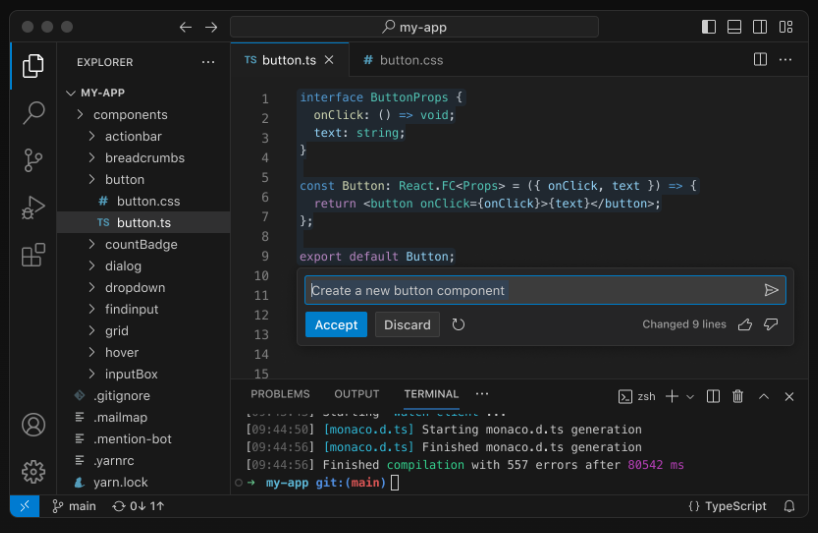 my-app
EXPLORER ···
MY-APP
components
actionbar
breadcrumbs
button
# button.css
TS button.ts
countBadge
dialog
dropdown
findinput
grid
hover
inputBox
.gitignore
.mailmap
.mention-bot
.yarnrc
yarn.lock
TS button.ts
# button.css
1 interface ButtonProps {
2 onClick: () => void;
3 text: string;
4 }
5
6 const Button: React.FC<Props> = ({ onClick, text }) => {
7 return <button onClick={onClick}>{text}</button>;
8 };
9 export default Button;
10
11
12
13
14
15
Create a new button component
Accept Discard Changed 9 lines
PROBLEMS OUTPUT TERMINAL ··· zsh
[09:44:50] [monaco.d.ts] Starting monaco.d.ts generation
[09:44:56] [monaco.d.ts] Finished monaco.d.ts generation
[09:44:56] Finished compilation with 557 errors after 80542 ms
➜ my-app git:(main)
main 0↓ 1↑ {} TypeScript